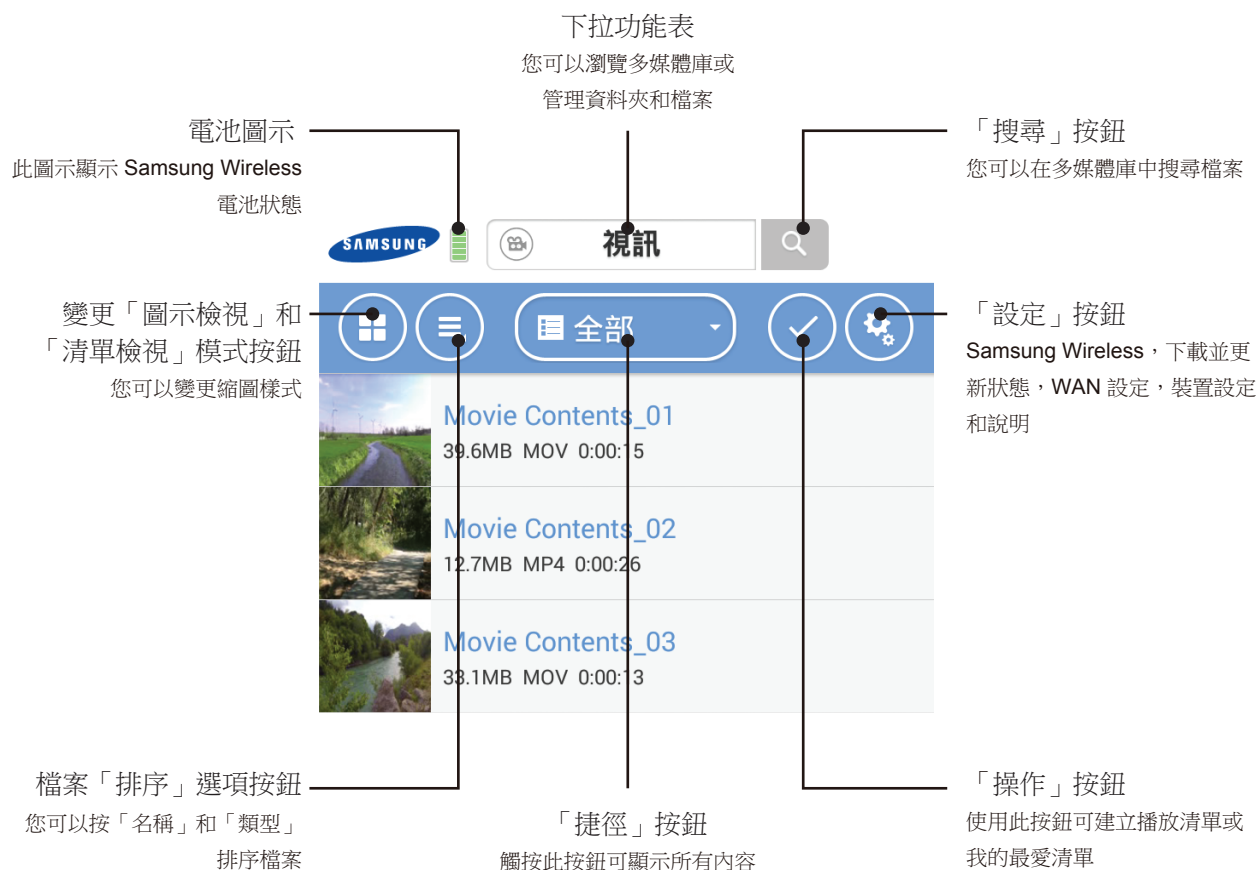 下拉功能表
您可以瀏覽多媒體庫或
管理資料夾和檔案
電池圖示
此圖示顯示 Samsung Wireless
電池狀態
「搜尋」按鈕
您可以在多媒體庫中搜尋檔案
SAMSUNG
視訊
變更「圖示檢視」和
「清單檢視」模式按鈕
您可以變更縮圖樣式
全部
「設定」按鈕
Samsung Wireless，下載並更
新狀態，WAN 設定，裝置設定
和說明
Movie Contents_01
39.6MB MOV 0:00:15
Movie Contents_02
12.7MB MP4 0:00:26
Movie Contents_03
33.1MB MOV 0:00:13
檔案「排序」選項按鈕
您可以按「名稱」和「類型」
排序檔案
「捷徑」按鈕
觸按此按鈕可顯示所有內容
「操作」按鈕
使用此按鈕可建立播放清單或
我的最愛清單